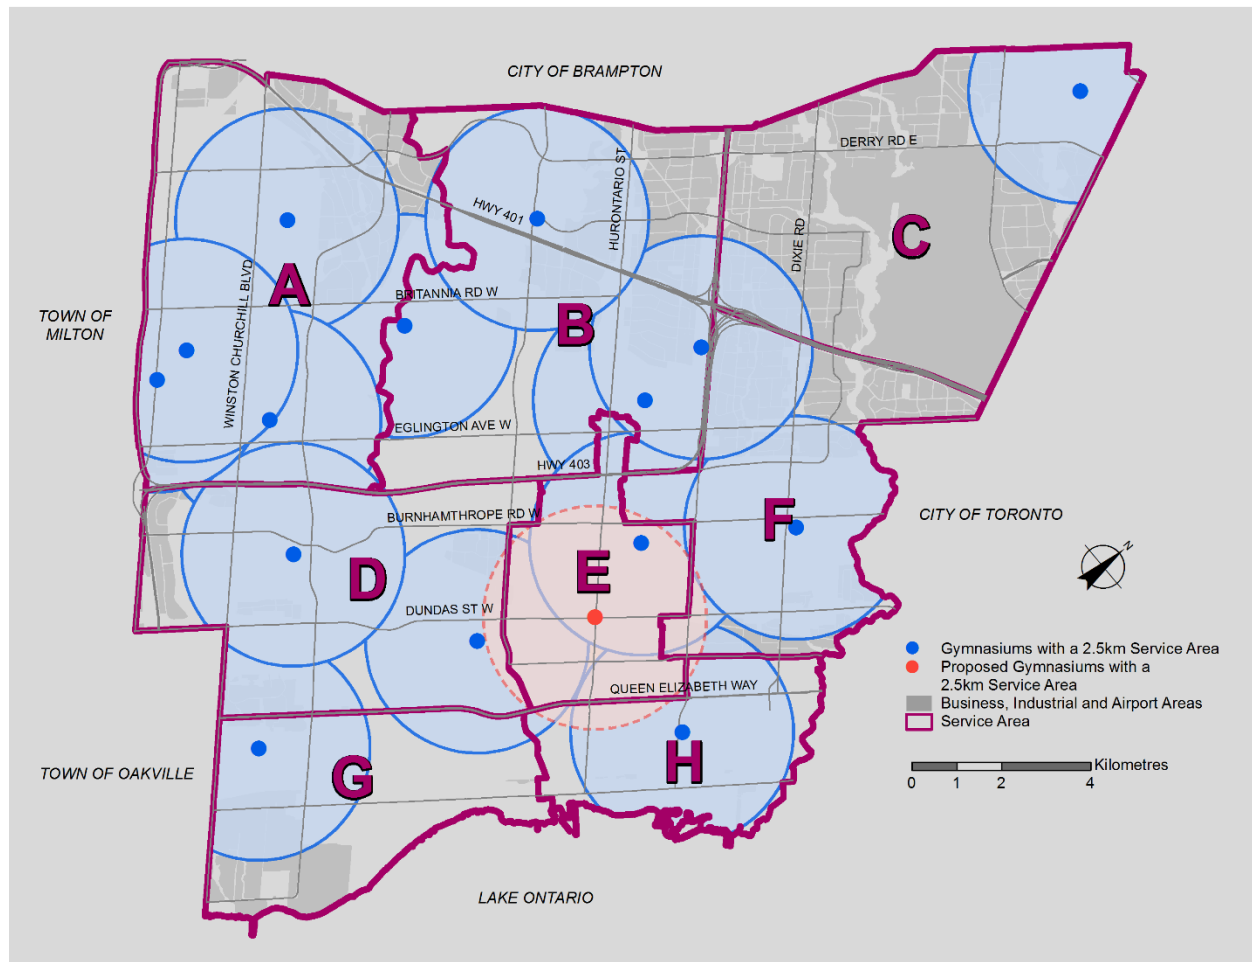 CITY OF BRAMPTON
DERRY RD E
HURONTARIO ST
HWY 401
DIXIE RD
C
A
WINSTON CHURCHILL BLVD
BRITANNIA RD W
B
TOWN OF
MILTON
EGLINGTON AVE W
HWY 403
BURNHAMTHROPE RD W
F
CITY OF TORONTO
N
D
E
DUNDAS ST W
Gymnasiums with a 2.5km Service Area
Proposed Gymnasiums with a
2.5km Service Area
Business, Industrial and Airport Areas
Service Area
QUEEN ELIZABETH WAY
TOWN OF OAKVILLE
G
H
Kilometres
0 1 2 4
LAKE ONTARIO